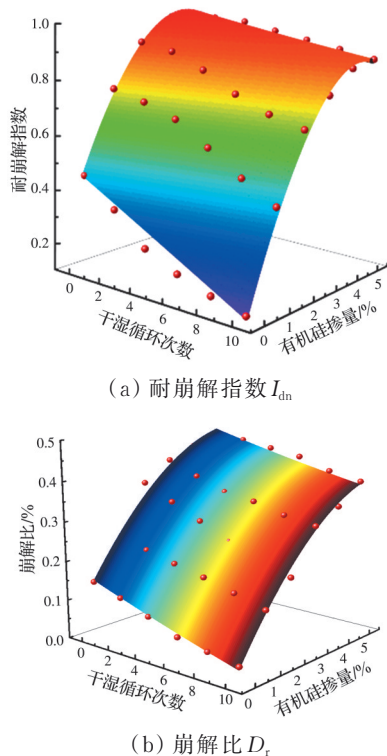 1.0
0.8
0.6
0.4
0.2
耐崩解指数
0 2 4 6 8 10
干湿循环次数
0 1 2 3 4 5
有机硅掺量/%
(a) 耐崩解指数 I_dn
0.5
0.4
0.3
0.2
0.1
0.0
崩解比/%
0 2 4 6 8 10
干湿循环次数
0 1 2 3 4 5
有机硅掺量/%
(b) 崩解比 D_r